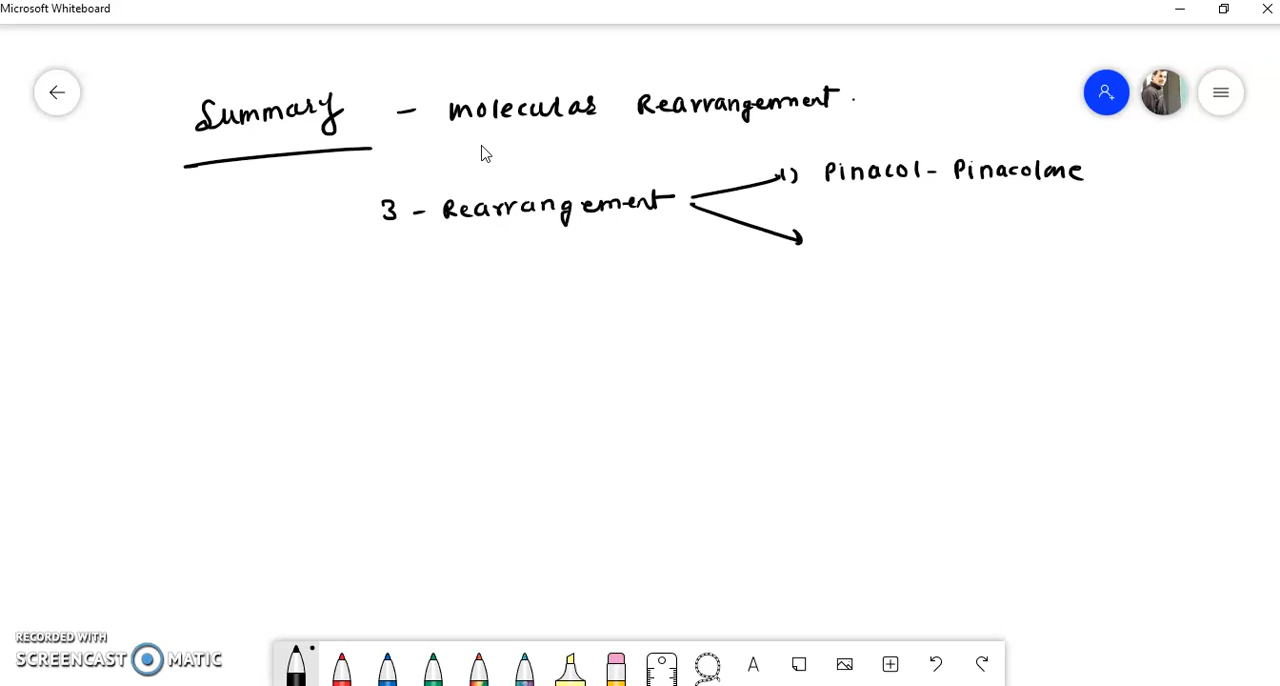 Microsoft Whiteboard
Summary - molecular Rearrangement.
1) Pinacol - Pinacolone
3 - Rearrangement
RECORDED WITH
SCREENCAST MATIC
A